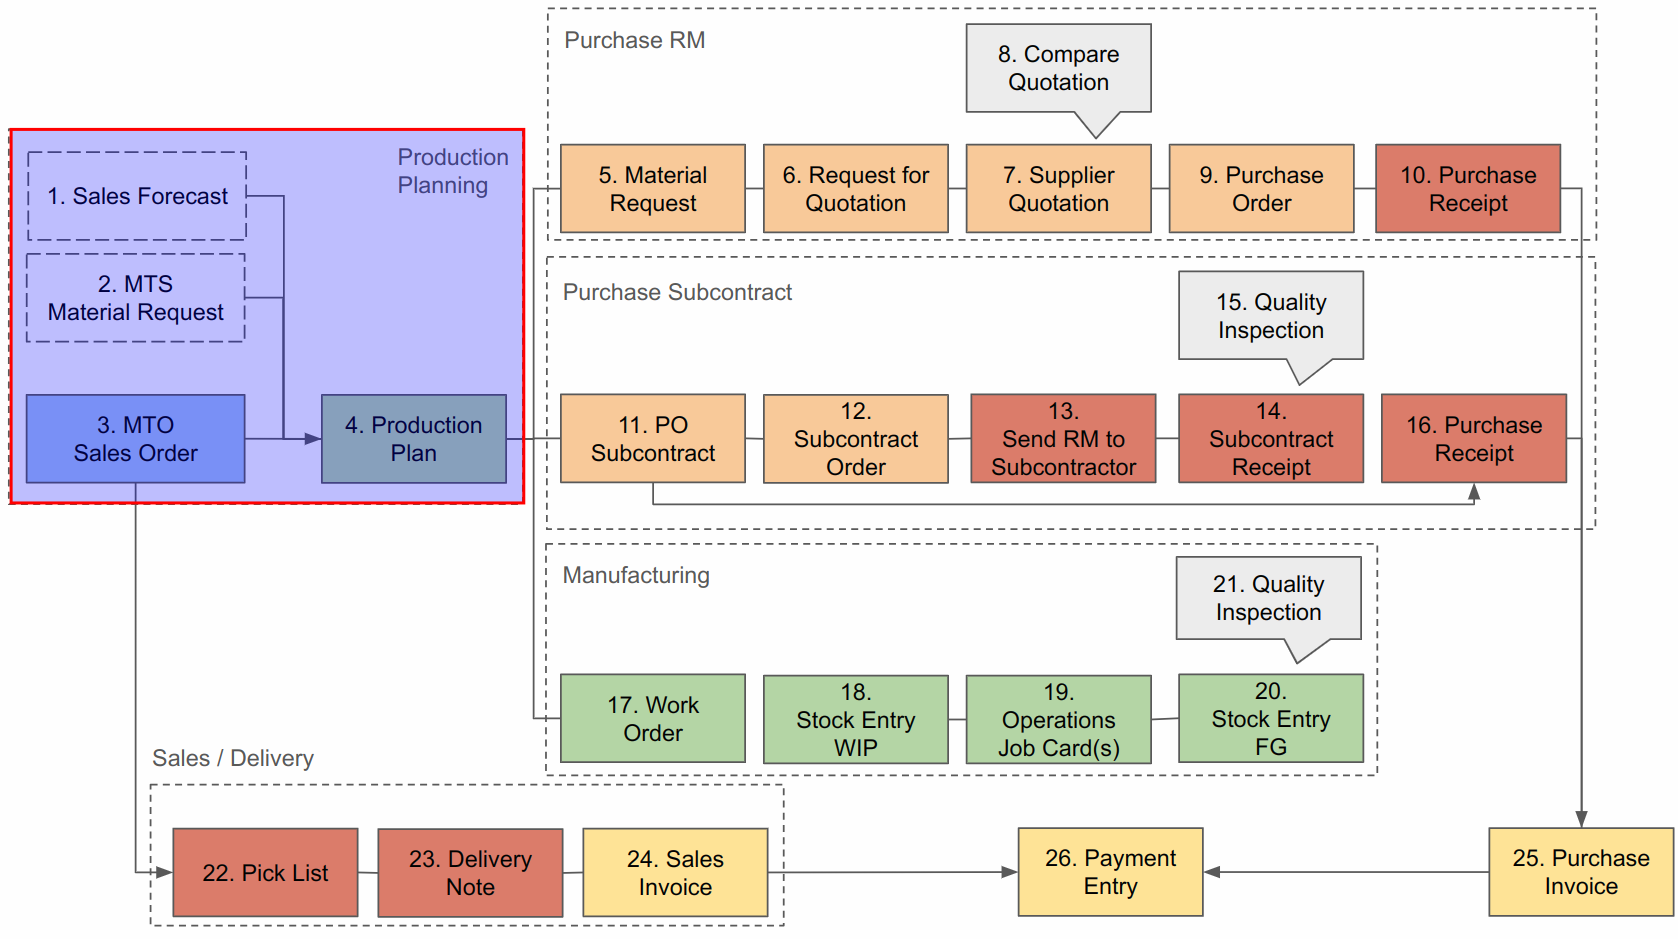 Purchase RM
8. Compare
Quotation
5. Material
Request
6. Request for
Quotation
7. Supplier
Quotation
9. Purchase
Order
10. Purchase
Receipt
Production
Planning
1. Sales Forecast
2. MTS
Material Request
3. MTO
Sales Order
4. Production
Plan
Purchase Subcontract
15. Quality
Inspection
11. PO
Subcontract
12.
Subcontract
Order
13.
Send RM to
Subcontractor
14.
Subcontract
Receipt
16. Purchase
Receipt
Manufacturing
21. Quality
Inspection
17. Work
Order
18.
Stock Entry
WIP
19.
Operations
Job Card(s)
20.
Stock Entry
FG
Sales / Delivery
22. Pick List
23. Delivery
Note
24. Sales
Invoice
26. Payment
Entry
25. Purchase
Invoice